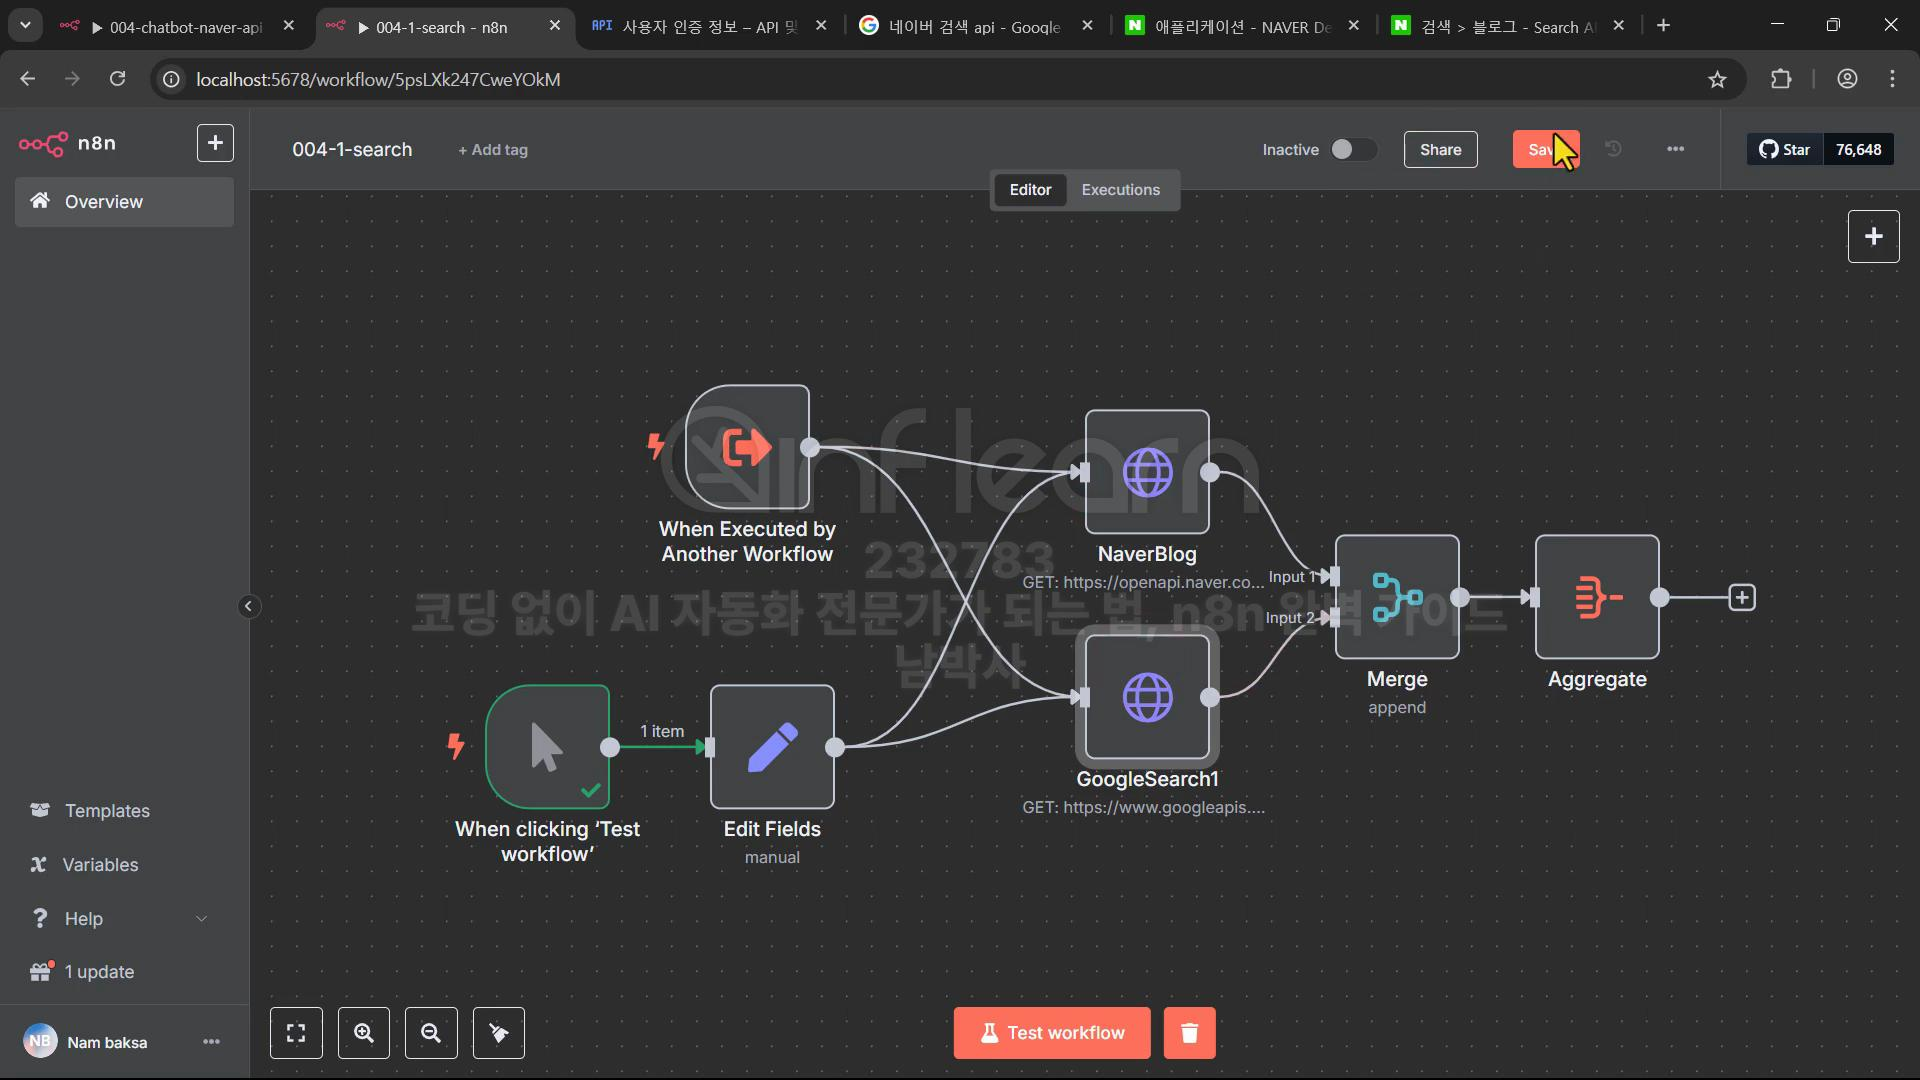 004-chatbot-naver-api
004-1-search - n8n
API 사용자 인증 정보 – API 및
네이버 검색 api - Google
N 애플리케이션 - NAVER De
N 검색 > 블로그 - Search A
localhost:5678/workflow/5psLXk247CweYOkM
n8n
004-1-search
+ Add tag
Inactive
Share
Star
76,648
Editor
Executions
Overview
inflearn
When Executed by
Another Workflow
232783
NaverBlog
GET: https://openapi.naver.co...
Input 1
Input 2
코딩 없이 AI 자동화 전문가가 되는 법, n8n 완벽 가이드
남박사
Merge
append
Aggregate
1 item
GoogleSearch1
GET: https://www.googleapis....
When clicking ‘Test
workflow’
Edit Fields
manual
Templates
Variables
Help
1 update
NB Nam baksa
Test workflow